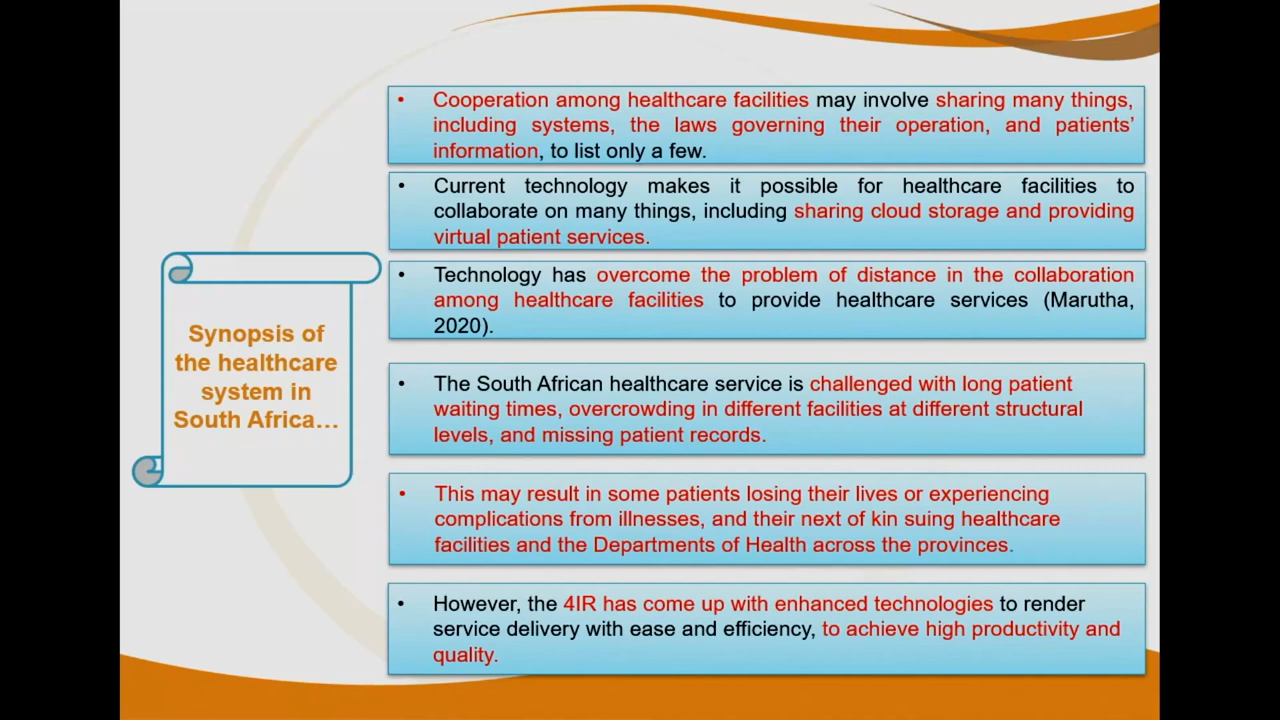 Synopsis of
the healthcare
system in
South Africa…
• Cooperation among healthcare facilities may involve sharing many things,
including systems, the laws governing their operation, and patients’
information, to list only a few.
• Current technology makes it possible for healthcare facilities to
collaborate on many things, including sharing cloud storage and providing
virtual patient services.
• Technology has overcome the problem of distance in the collaboration
among healthcare facilities to provide healthcare services (Marutha,
2020).
• The South African healthcare service is challenged with long patient
waiting times, overcrowding in different facilities at different structural
levels, and missing patient records.
• This may result in some patients losing their lives or experiencing
complications from illnesses, and their next of kin suing healthcare
facilities and the Departments of Health across the provinces.
• However, the 4IR has come up with enhanced technologies to render
service delivery with ease and efficiency, to achieve high productivity and
quality.